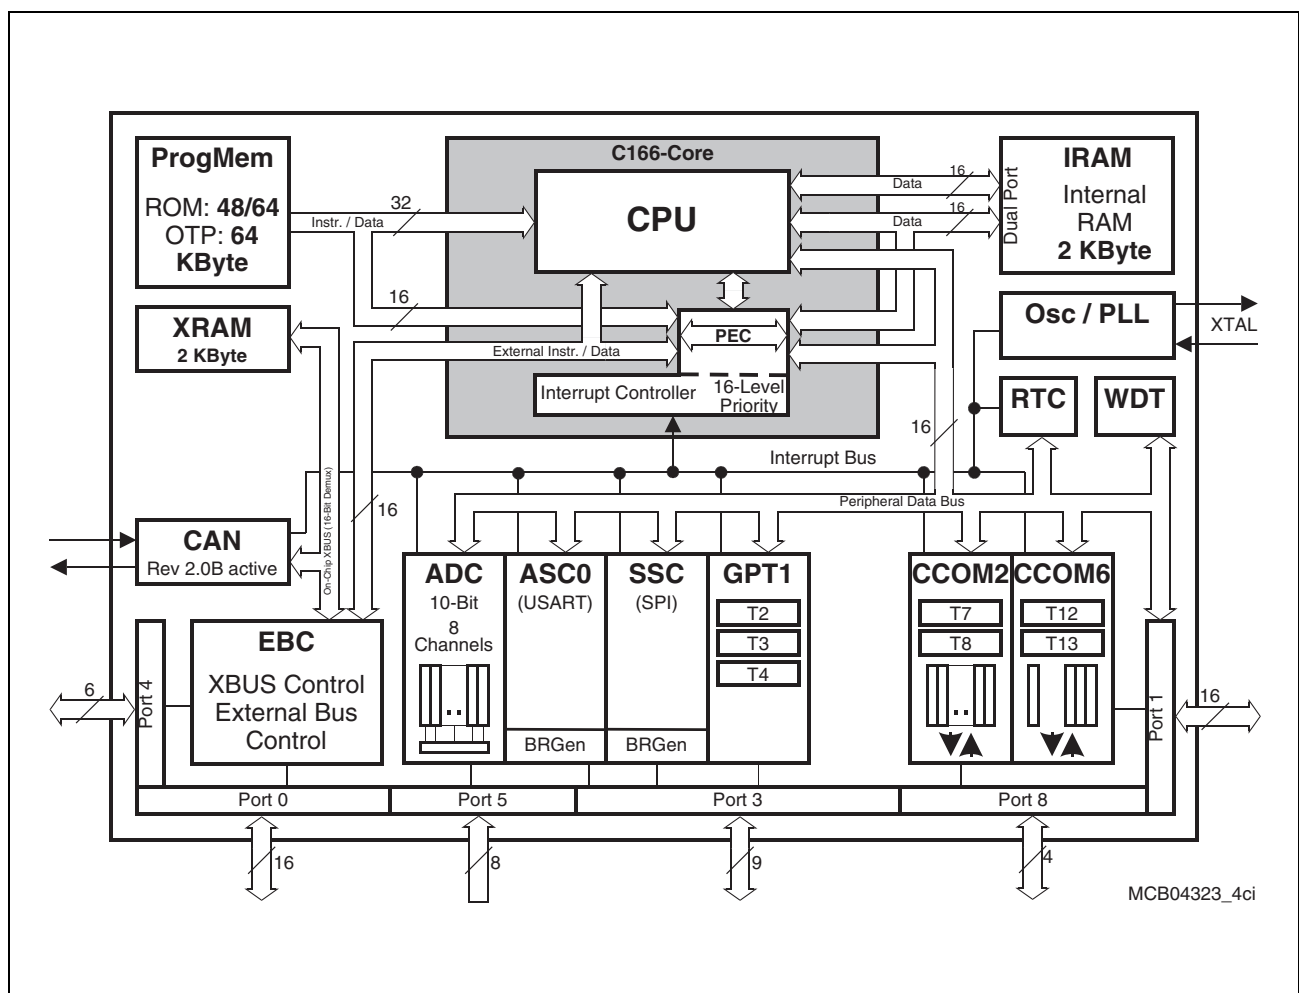 ProgMem
ROM: 48/64
OTP: 64
KByte
C166-Core
CPU
IRAM
Internal
RAM
2 KByte
Dual Port
Instr. / Data
32
Data
16
Data
16
XRAM
2 KByte
16
PEC
External Instr. / Data
Interrupt Controller
16-Level
Priority
Osc / PLL
XTAL
RTC
WDT
16
Interrupt Bus
Peripheral Data Bus
On-Chip XBUS (16-Bit Demux)
16
CAN
Rev 2.0B active
EBC
XBUS Control
External Bus
Control
ADC
10-Bit
8
Channels
ASC0
(USART)
BRGen
SSC
(SPI)
BRGen
GPT1
T2
T3
T4
CCOM2
T7
T8
CCOM6
T12
T13
6
Port 4
Port 1
16
Port 0
Port 5
Port 3
Port 8
16
8
9
4
MCB04323_4ci